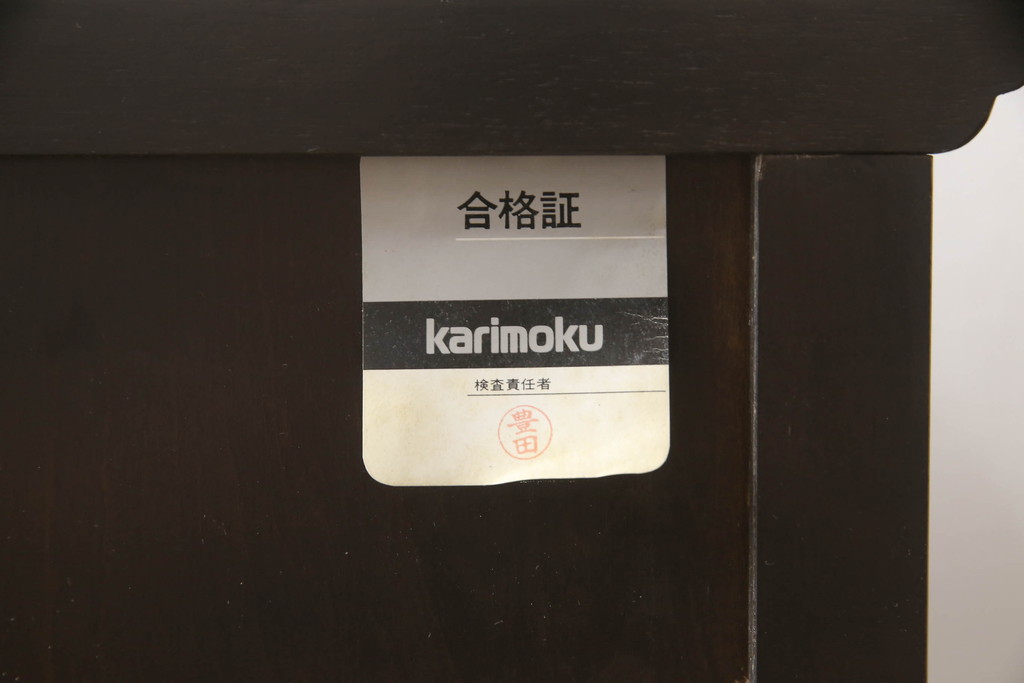 合格証
karimoku
検査責任者
豊田